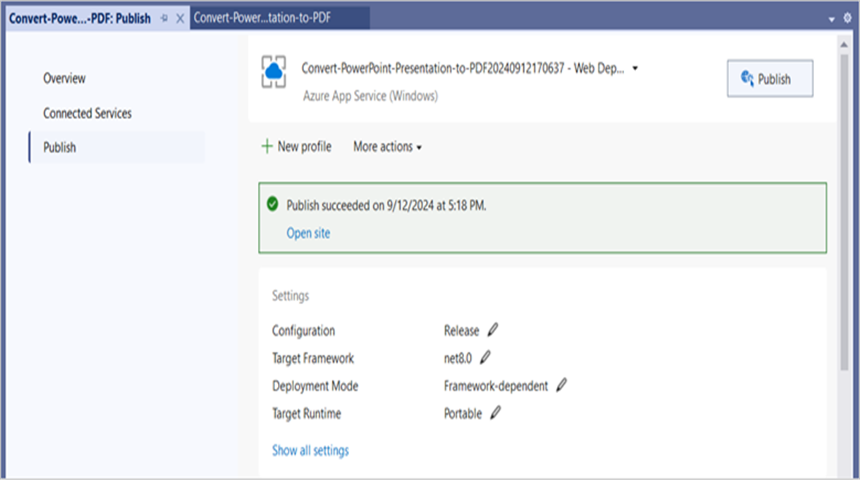 Convert-Powe...-PDF: Publish
Convert-Power...tation-to-PDF
Overview
Connected Services
Publish
Convert-PowerPoint-Presentation-to-PDF20240912170637 - Web Dep...
Azure App Service (Windows)
Publish
New profile
More actions
Publish succeeded on 9/12/2024 at 5:18 PM.
Open site
Settings
Configuration Release
Target Framework net8.0
Deployment Mode Framework-dependent
Target Runtime Portable
Show all settings